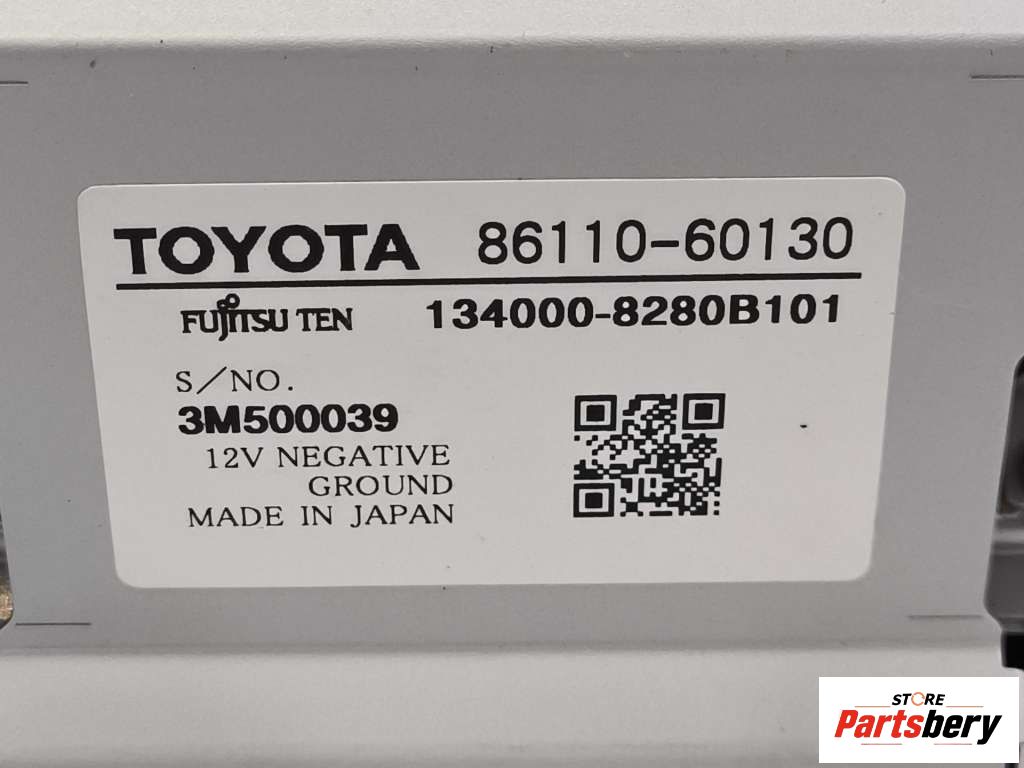 TOYOTA 86110-60130
FUJITSU TEN 134000-8280B101
S/NO.
3M500039
12V NEGATIVE
GROUND
MADE IN JAPAN
STORE
Partsbery